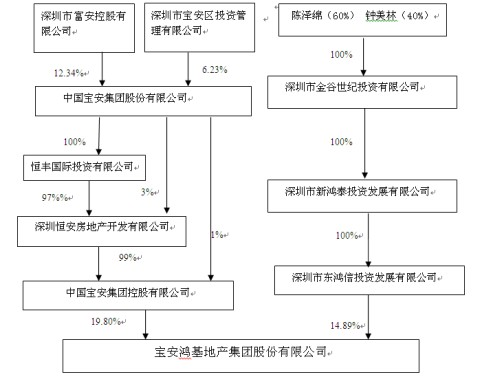 深圳市富安控股有
限公司
深圳市宝安区投资管
理有限公司
陈泽绵（60%） 钟美林（40%）
12.34%
6.23%
100%
中国宝安集团股份有限公司
深圳市金谷世纪投资有限公司
100%
100%
恒丰国际投资有限公司
97%%
3%
深圳市新鸿泰投资发展有限公司
深圳恒安房地产开发有限公司
1%
100%
99%
深圳市东鸿信投资发展有限公司
中国宝安集团控股有限公司
19.80%
14.89%
宝安鸿基地产集团股份有限公司